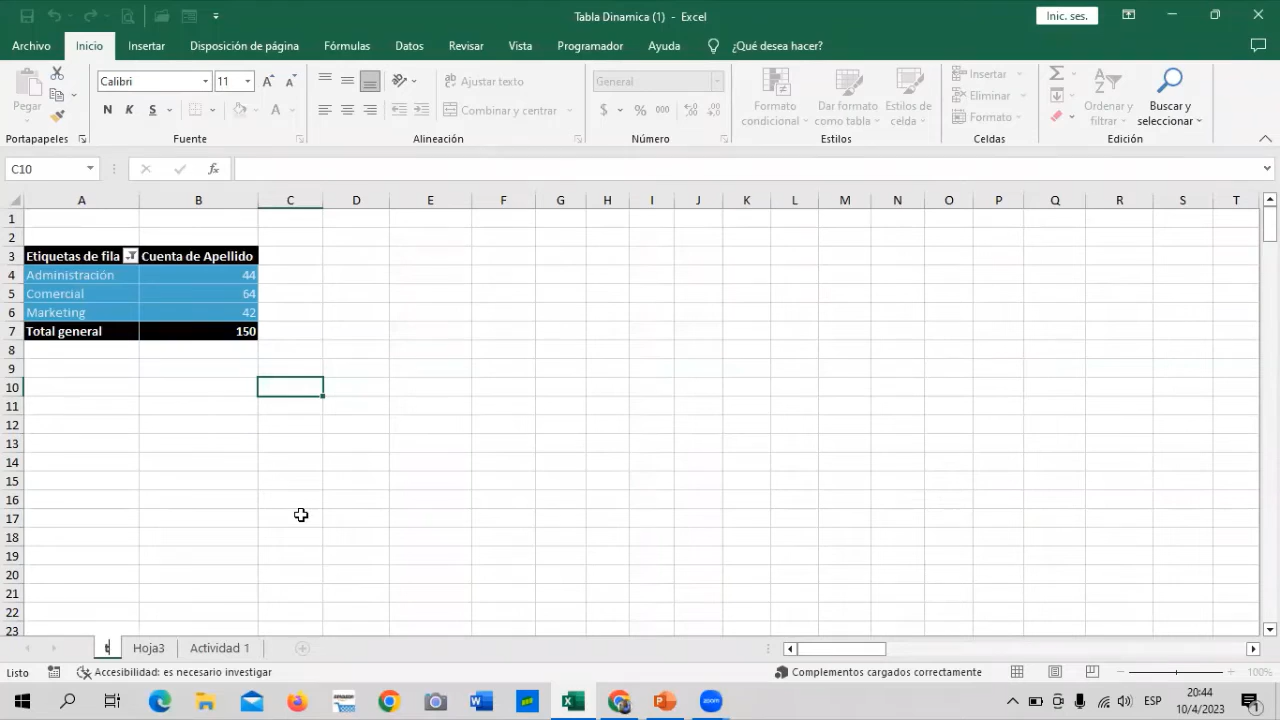 Tabla Dinamica (1) - Excel
Inic. ses.
Archivo Inicio Insertar Disposición de página Fórmulas Datos Revisar Vista Programador Ayuda ¿Qué desea hacer?
Pegar
Portapapeles
Calibri 11
N K S A
Fuente
Ajustar texto
Combinar y centrar
Alineación
General
$ % 000
Número
Formato condicional
Dar formato como tabla
Estilos de celda
Estilos
Insertar
Eliminar
Formato
Celdas
Ordenar y filtrar
Buscar y seleccionar
Edición
C10 fx
A B C D E F G H I J K L M N O P Q R S T
1
2
3 Etiquetas de fila Cuenta de Apellido
4 Administración 44
5 Comercial 64
6 Marketing 42
7 Total general 150
8
9
10
11
12
13
14
15
16
17
18
19
20
21
22
23
t Hoja3 Actividad 1
Listo Accesibilidad: es necesario investigar Complementos cargados correctamente 100%
ESP 20:44
10/4/2023
zoom